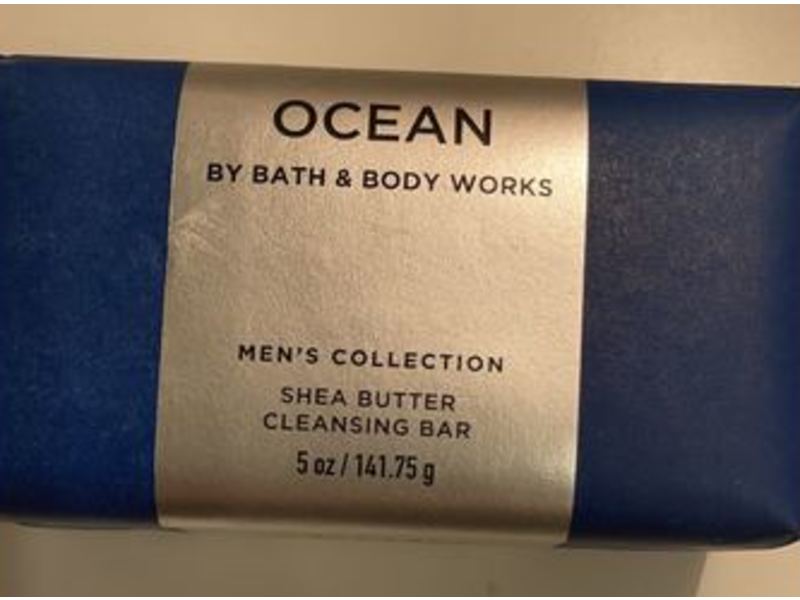 OCEAN
BY BATH & BODY WORKS
MEN'S COLLECTION
SHEA BUTTER
CLEANSING BAR
5 oz / 141.75 g